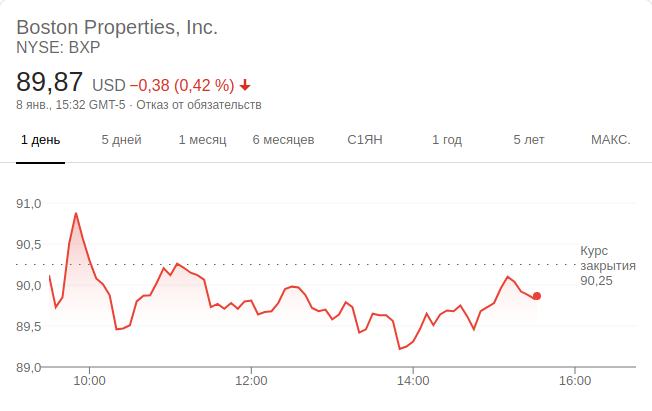 Boston Properties, Inc.
NYSE: BXP
89,87 USD −0,38 (0,42 %)
8 янв., 15:32 GMT-5 · Отказ от обязательств
1 день 5 дней 1 месяц 6 месяцев С1ЯН 1 год 5 лет МАКС.
91,0
90,5
Курс
закрытия
90,25
90,0
89,5
89,0
10:00 12:00 14:00 16:00